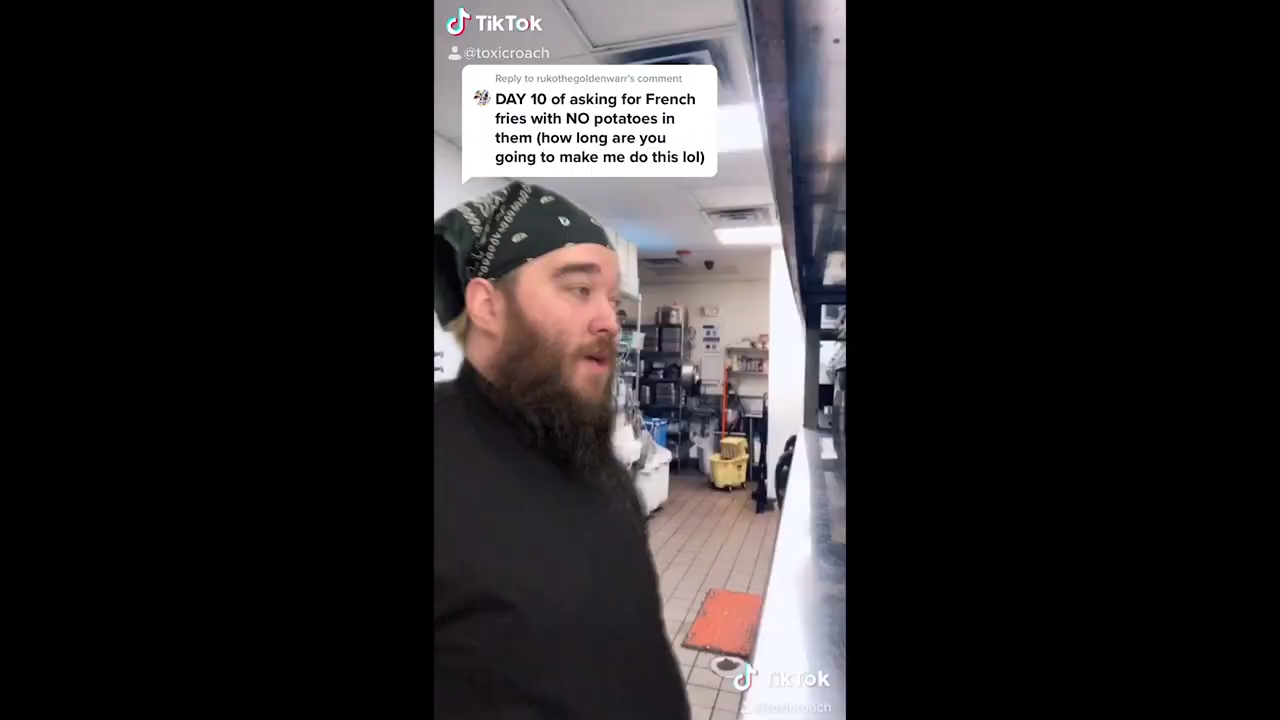 TikTok
@toxicroach
Reply to rukothegoldenwarr's comment
DAY 10 of asking for French
fries with NO potatoes in
them (how long are you
going to make me do this lol)
TikTok
@toxicroach